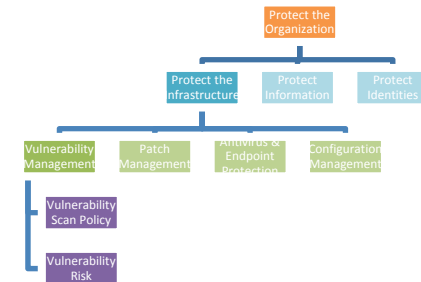 Protect the
Organization
Protect the
Infrastructure
Protect
Information
Protect
Identities
Vulnerability
Management
Patch
Management
Antivirus &
Endpoint
Protection
Configuration
Management
Vulnerability
Scan Policy
Vulnerability
Risk